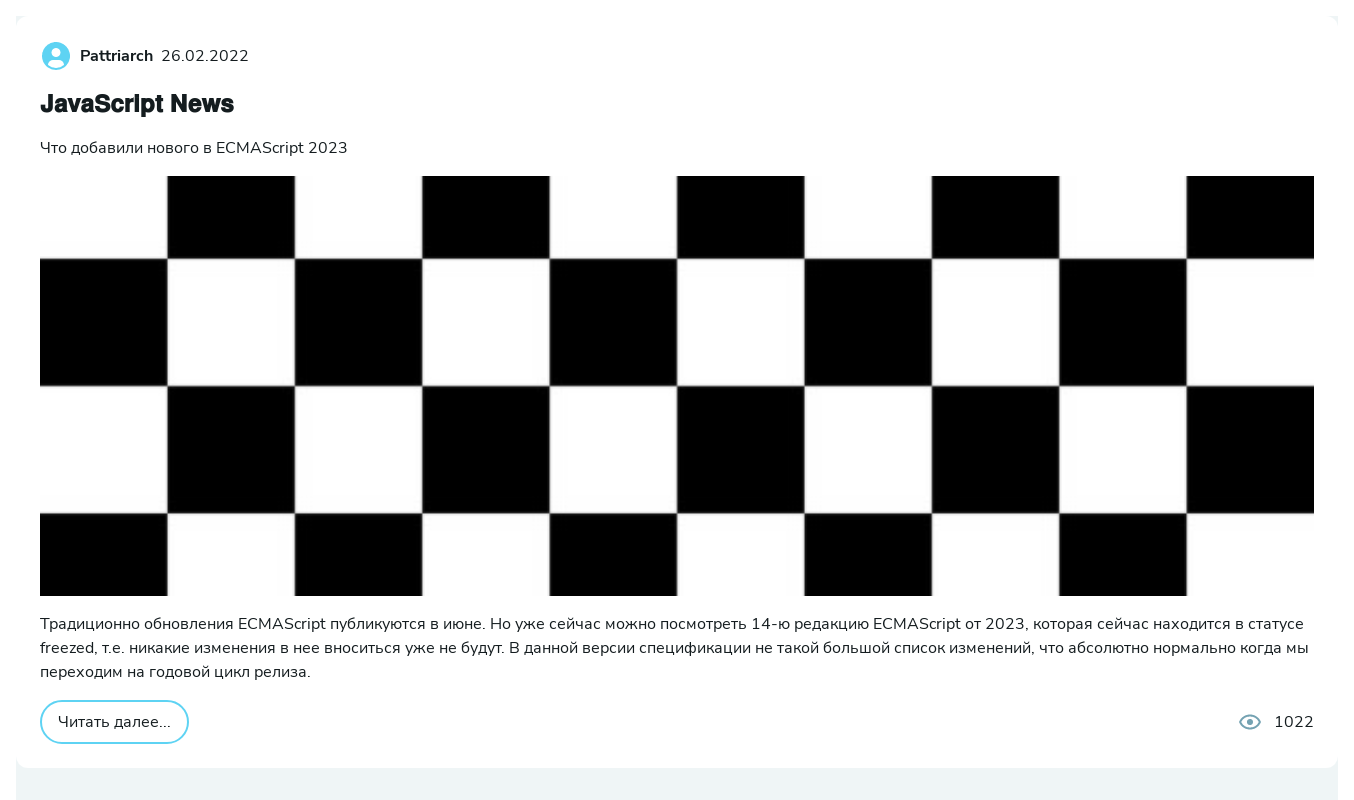 Pattriarch 26.02.2022
JavaScript News
Что добавили нового в ECMAScript 2023
Традиционно обновления ECMAScript публикуются в июне. Но уже сейчас можно посмотреть 14-ю редакцию ECMAScript от 2023, которая сейчас находится в статусе
freezed, т.е. никакие изменения в нее вноситься уже не будут. В данной версии спецификации не такой большой список изменений, что абсолютно нормально когда мы
переходим на годовой цикл релиза.
Читать далее...
1022